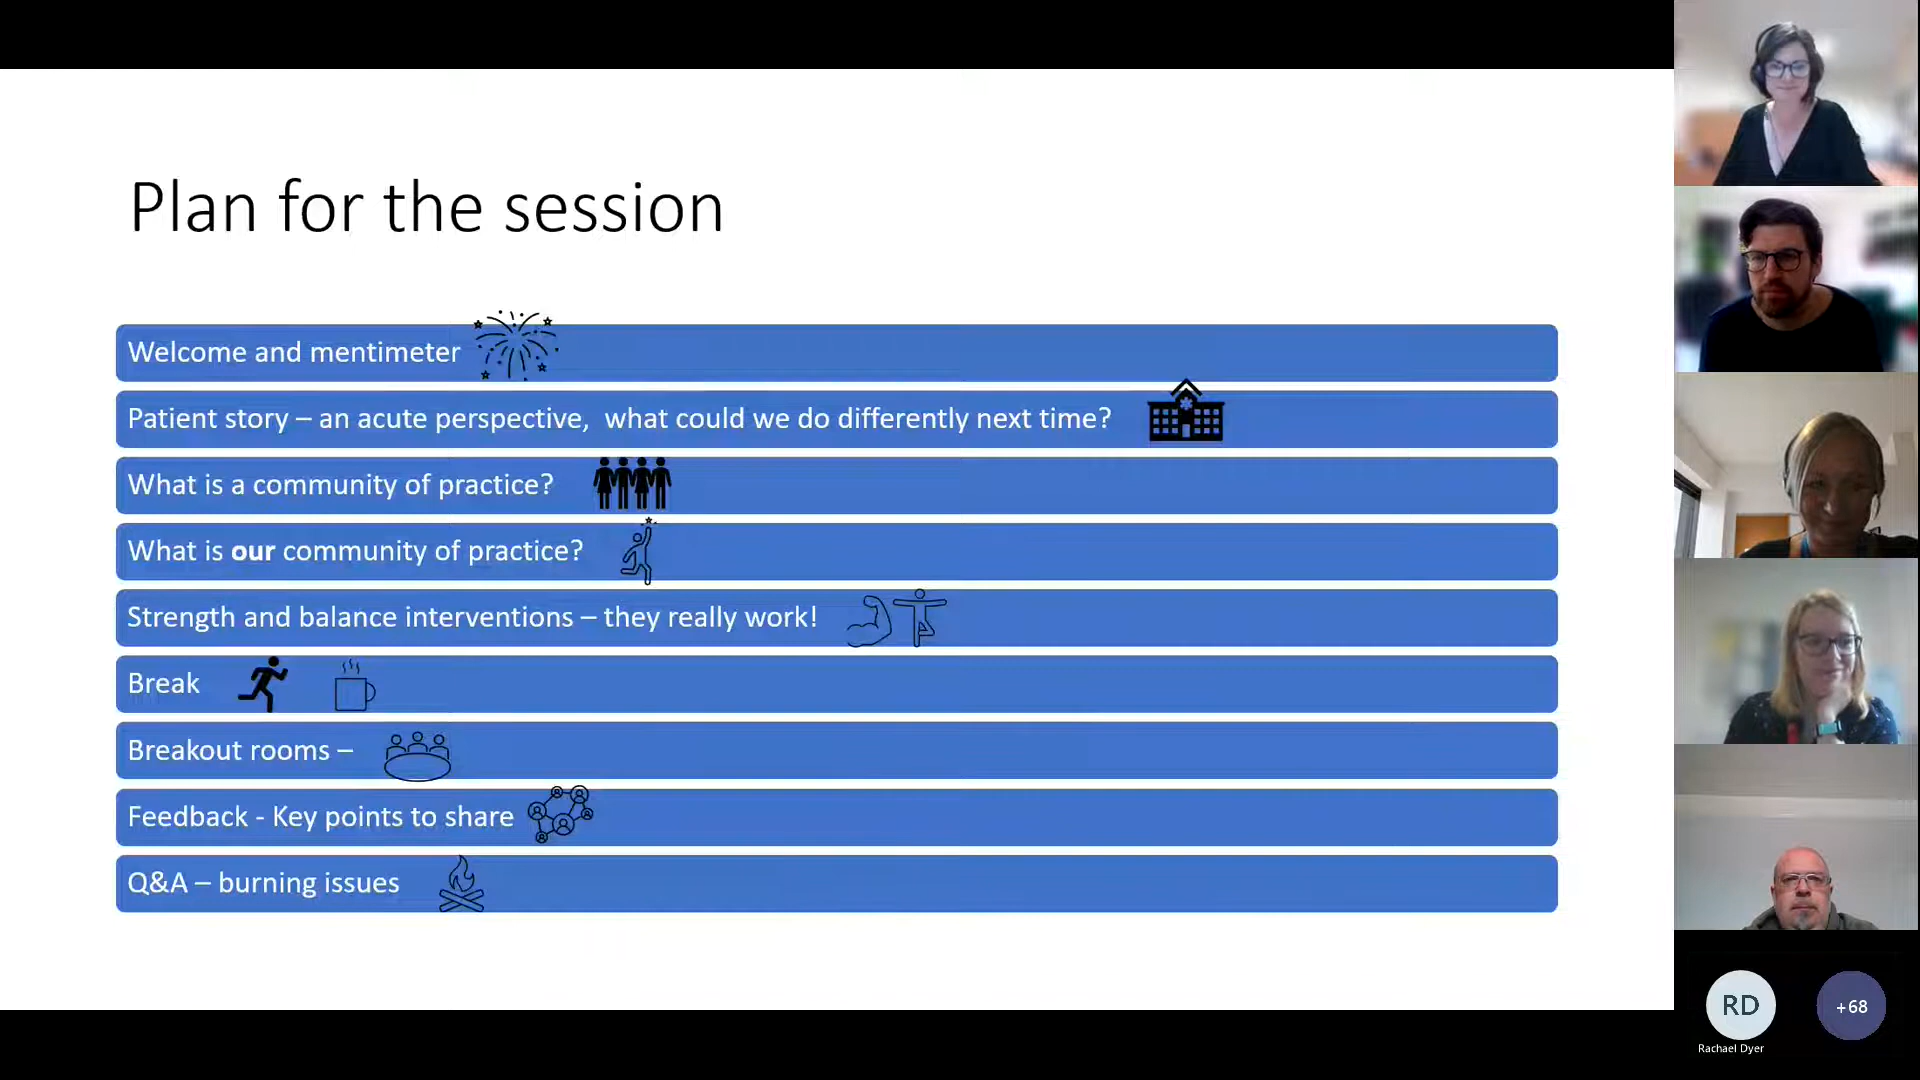 Plan for the session
Welcome and mentimeter
Patient story – an acute perspective,  what could we do differently next time?
What is a community of practice?
What is our community of practice?
Strength and balance interventions – they really work!
Break
Breakout rooms –
Feedback - Key points to share
Q&A – burning issues
RD
+68
Rachael Dyer